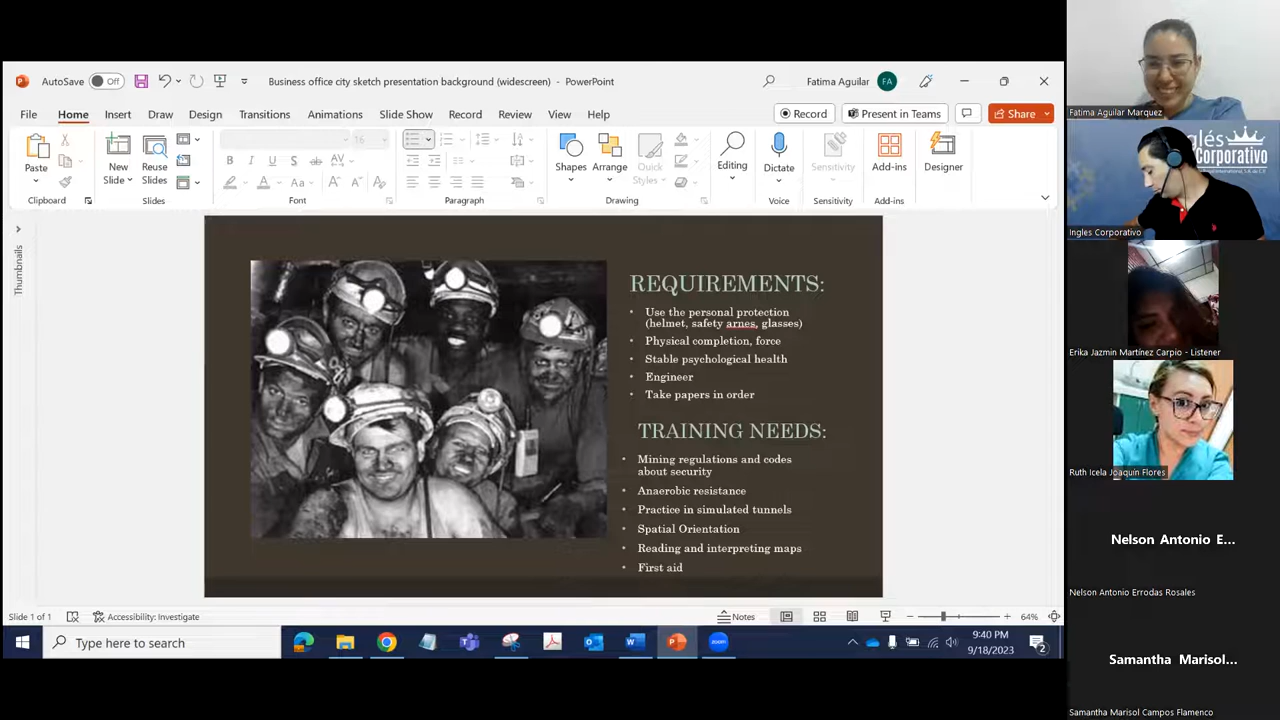 AutoSave Off
Business office city sketch presentation background (widescreen) - PowerPoint
Fatima Aguilar FA
File Home Insert Draw Design Transitions Animations Slide Show Record Review View Help
Record Present in Teams Share
Paste
New Slide
Reuse Slides
16
Shapes
Arrange
Quick Styles
Editing
Dictate
Sensitivity
Add-ins
Designer
Clipboard Slides Font Paragraph Drawing Voice Sensitivity Add-ins
Thumbnails
REQUIREMENTS:
• Use the personal protection
(helmet, safety arnes, glasses)
• Physical completion, force
• Stable psychological health
• Engineer
• Take papers in order
TRAINING NEEDS:
• Mining regulations and codes
about security
• Anaerobic resistance
• Practice in simulated tunnels
• Spatial Orientation
• Reading and interpreting maps
• First aid
Slide 1 of 1 Accessibility: Investigate Notes 64%
Type here to search
9:40 PM
9/18/2023
2
Fatima Aguilar Marquez
Inglés
Corporativo
Ingles Corporativo
Erika Jazmin Martínez Carpio - Listener
Ruth Icela Joaquín Flores
Nelson Antonio E...
Nelson Antonio Errodas Rosales
Samantha Marisol...
Samantha Marisol Campos Flamenco